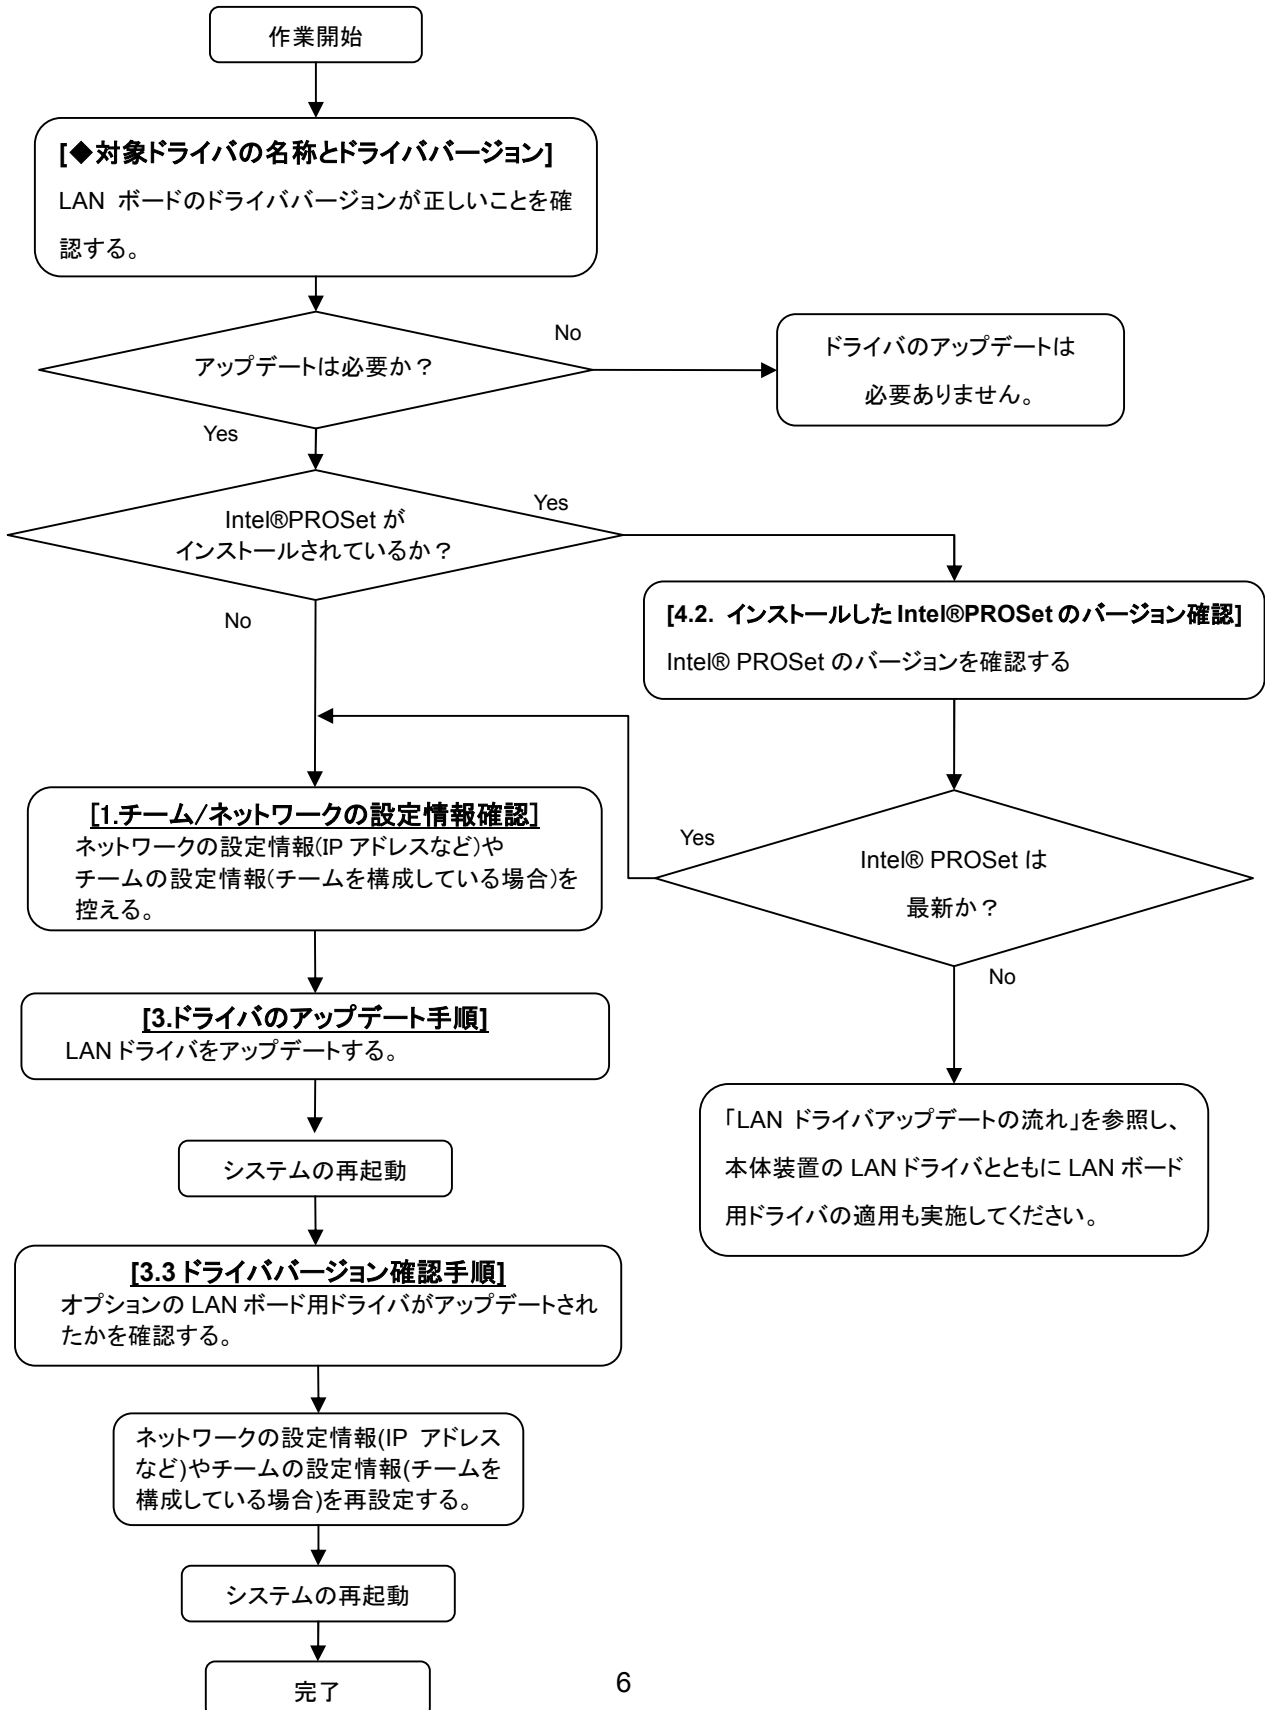 作業開始
[◆対象ドライバの名称とドライババージョン]
LAN ボードのドライババージョンが正しいことを確
認する。
アップデートは必要か？
No
ドライバのアップデートは
必要ありません。
Yes
Intel®PROSet が
インストールされているか？
Yes
No
[4.2. インストールした Intel®PROSet のバージョン確認]
Intel® PROSet のバージョンを確認する
[1.チーム/ネットワークの設定情報確認]
ネットワークの設定情報(IP アドレスなど)や
チームの設定情報(チームを構成している場合)を
控える。
Yes
Intel® PROSet は
最新か？
No
[3.ドライバのアップデート手順]
LAN ドライバをアップデートする。
「LAN ドライバアップデートの流れ」を参照し、
本体装置の LAN ドライバとともに LAN ボード
用ドライバの適用も実施してください。
システムの再起動
[3.3 ドライババージョン確認手順]
オプションの LAN ボード用ドライバがアップデートされ
たかを確認する。
ネットワークの設定情報(IP アドレス
など)やチームの設定情報(チームを
構成している場合)を再設定する。
システムの再起動
完了
6